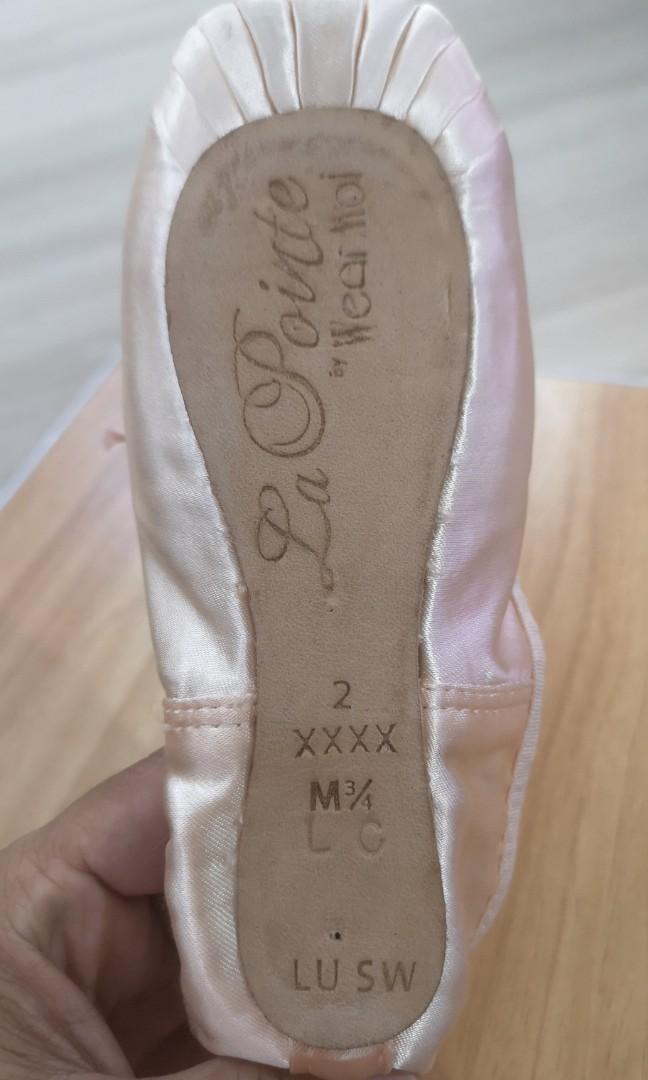 La Pointe
BY Wear Moi
2
XXXX
M¾
L C
LU SW